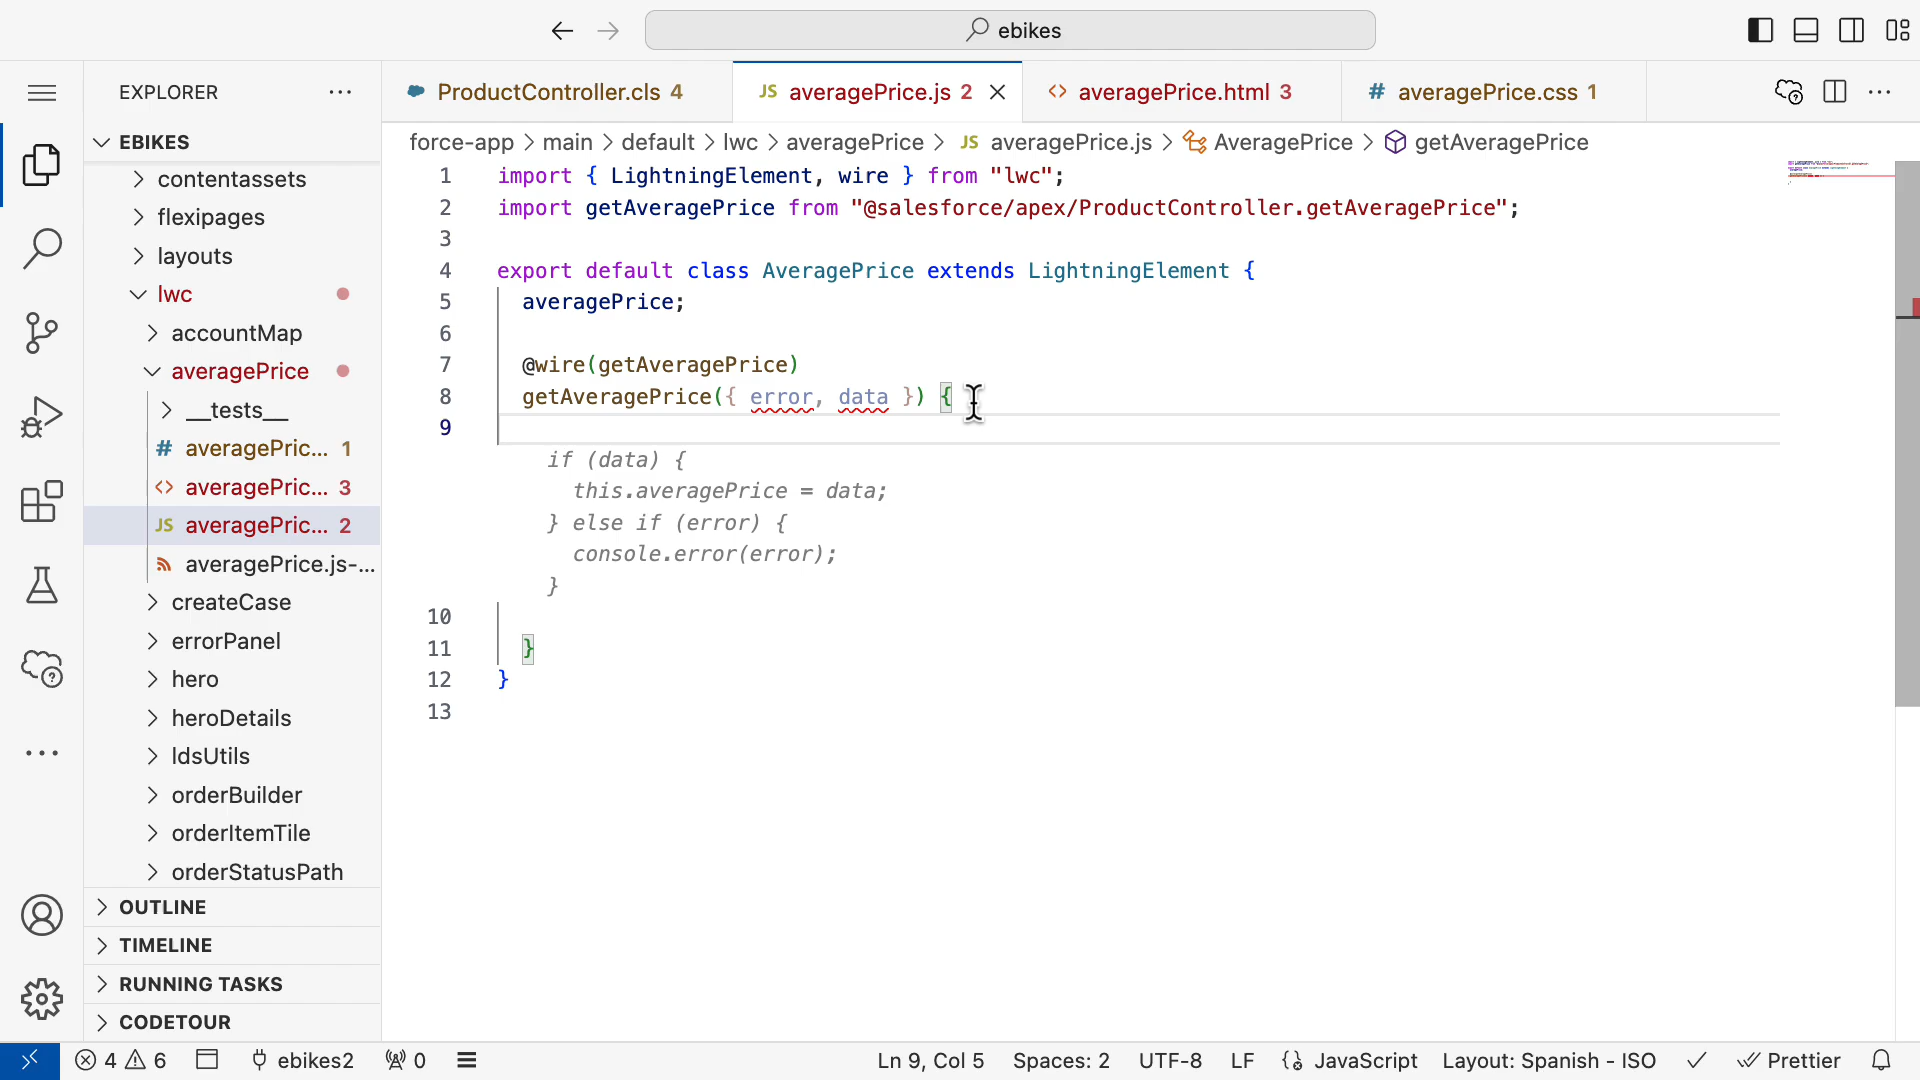 ebikes
EXPLORER
ProductController.cls 4
JS averagePrice.js 2
<> averagePrice.html 3
# averagePrice.css 1
EBIKES
force-app > main > default > lwc > averagePrice > JS averagePrice.js > AveragePrice > getAveragePrice
contentassets
flexipages
layouts
lwc
accountMap
averagePrice
__tests__
# averagePric... 1
<> averagePric... 3
JS averagePric... 2
averagePrice.js-...
createCase
errorPanel
hero
heroDetails
ldsUtils
orderBuilder
orderItemTile
orderStatusPath
OUTLINE
TIMELINE
RUNNING TASKS
CODETOUR
1 import { LightningElement, wire } from "lwc";
2 import getAveragePrice from "@salesforce/apex/ProductController.getAveragePrice";
3
4 export default class AveragePrice extends LightningElement {
5 averagePrice;
6
7 @wire(getAveragePrice)
8 getAveragePrice({ error, data }) {
9
if (data) {
this.averagePrice = data;
} else if (error) {
console.error(error);
}
10
11 }
12 }
13
4 6 ebikes2 0 Ln 9, Col 5 Spaces: 2 UTF-8 LF JavaScript Layout: Spanish - ISO Prettier